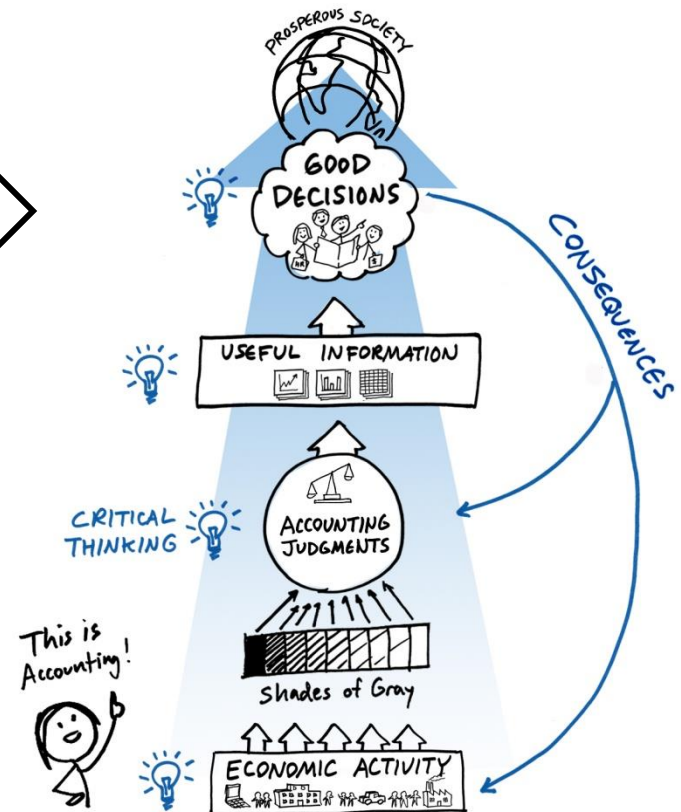 PROSPEROUS SOCIETY
GOOD
DECISIONS
HR
$
CONSEQUENCES
USEFUL INFORMATION
CRITICAL
THINKING
ACCOUNTING
JUDGMENTS
This is
Accounting!
Shades of Gray
ECONOMIC ACTIVITY